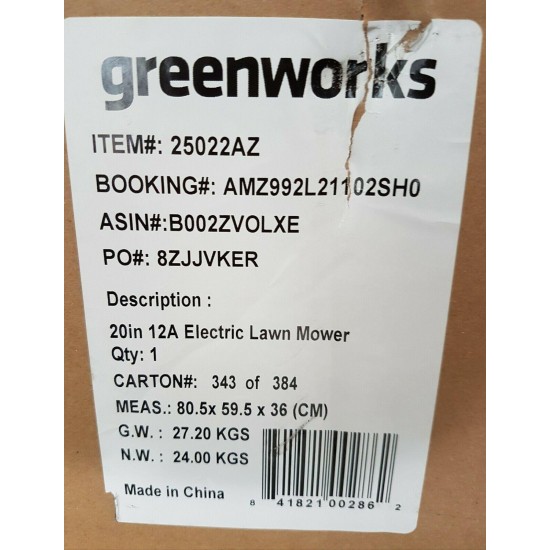 greenworks
ITEM#: 25022AZ
BOOKING#: AMZ992L21102SH0
ASIN#:B002ZVOLXE
PO#: 8ZJJVKER
Description :
20in 12A Electric Lawn Mower
Qty: 1
CARTON#: 343 of 384
MEAS.: 80.5x 59.5 x 36 (CM)
G.W. : 27.20 KGS
N.W. : 24.00 KGS
Made in China
8 41821 00286 2